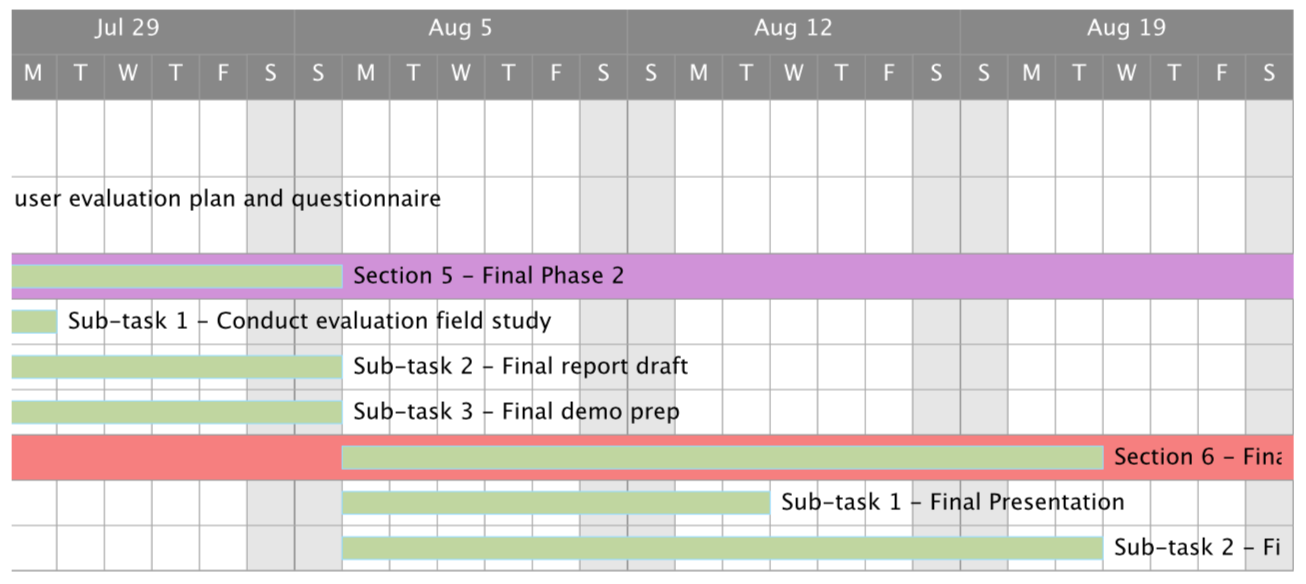 Jul 29 Aug 5 Aug 12 Aug 19
M T W T F S S M T W T F S S M T W T F S S M T W T F S
user evaluation plan and questionnaire
Section 5 – Final Phase 2
Sub-task 1 – Conduct evaluation field study
Sub-task 2 – Final report draft
Sub-task 3 – Final demo prep
Section 6 –
Sub-task 1 – Final Presentation
Sub-task 2 –